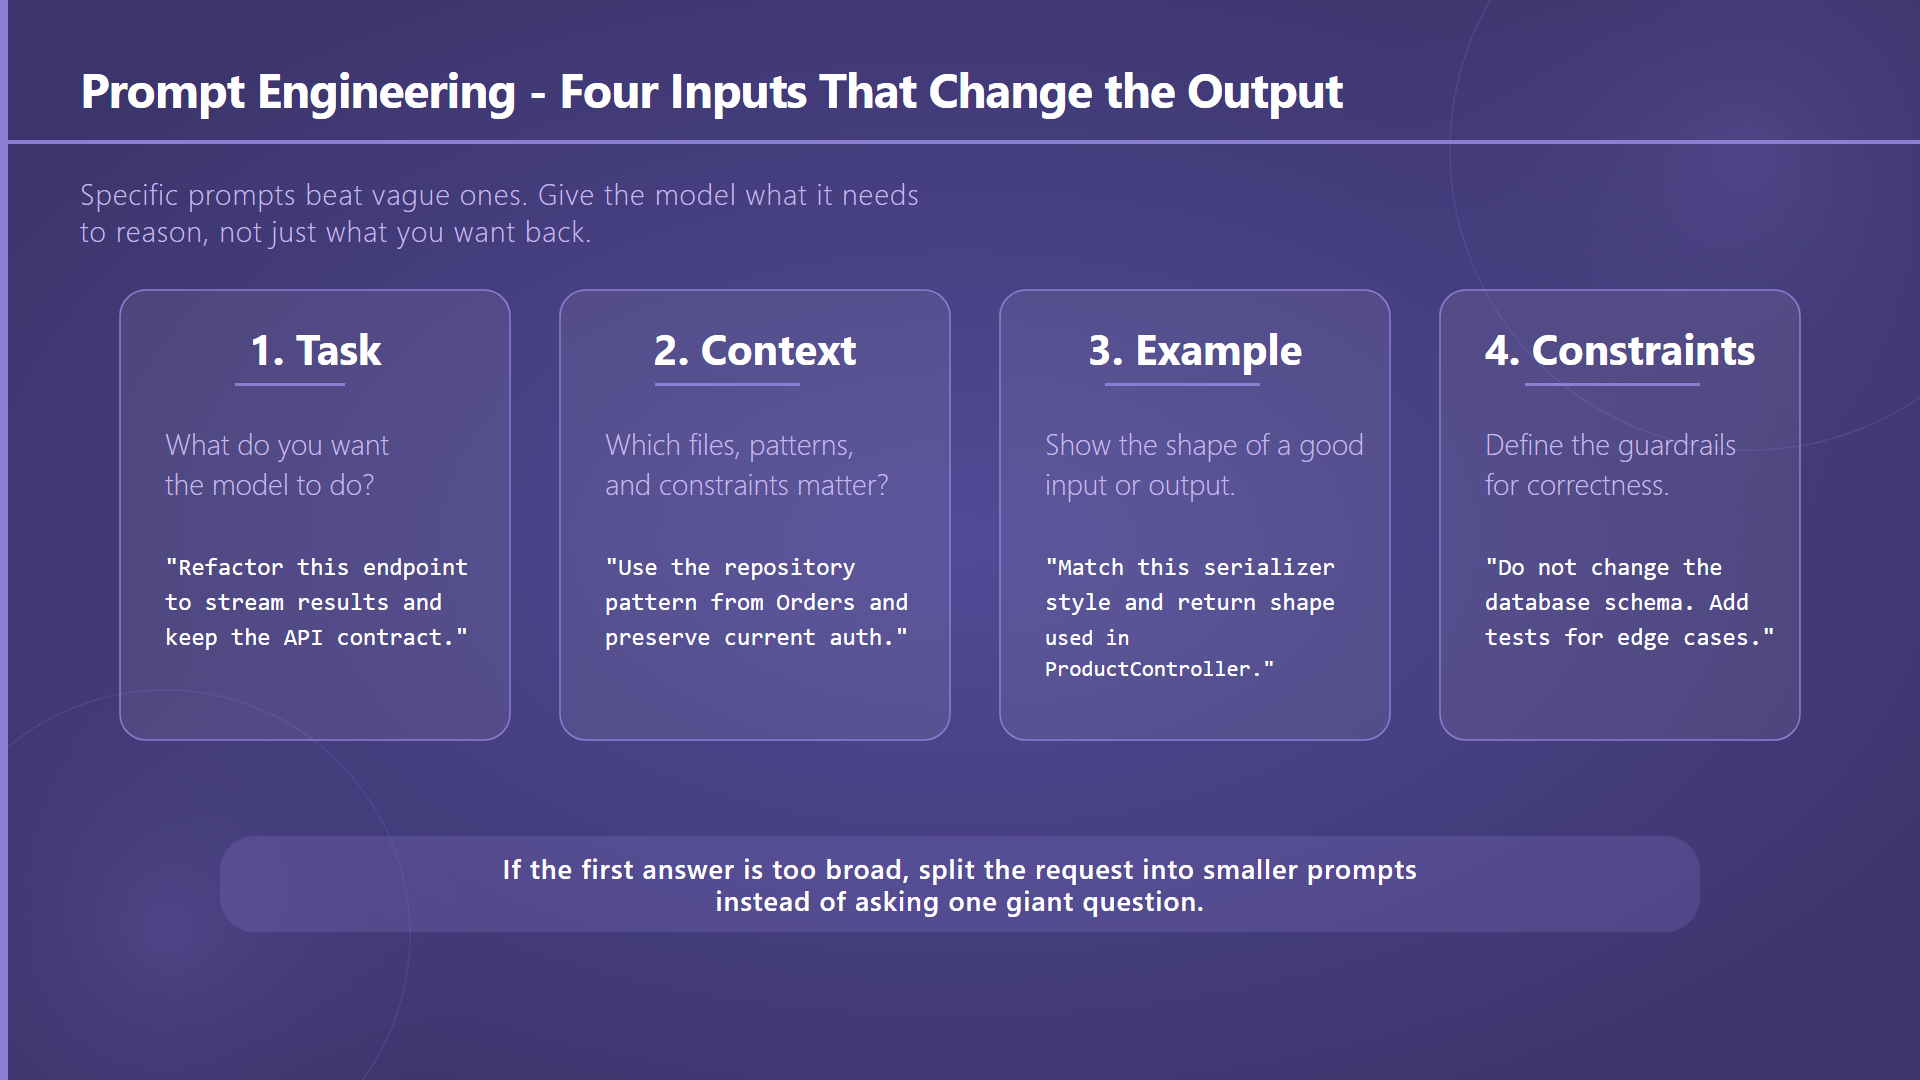 Prompt Engineering - Four Inputs That Change the Output
Specific prompts beat vague ones. Give the model what it needs
to reason, not just what you want back.
1. Task
What do you want
the model to do?
"Refactor this endpoint
to stream results and
keep the API contract."
2. Context
Which files, patterns,
and constraints matter?
"Use the repository
pattern from Orders and
preserve current auth."
3. Example
Show the shape of a good
input or output.
"Match this serializer
style and return shape
used in
ProductController."
4. Constraints
Define the guardrails
for correctness.
"Do not change the
database schema. Add
tests for edge cases."
If the first answer is too broad, split the request into smaller prompts
instead of asking one giant question.